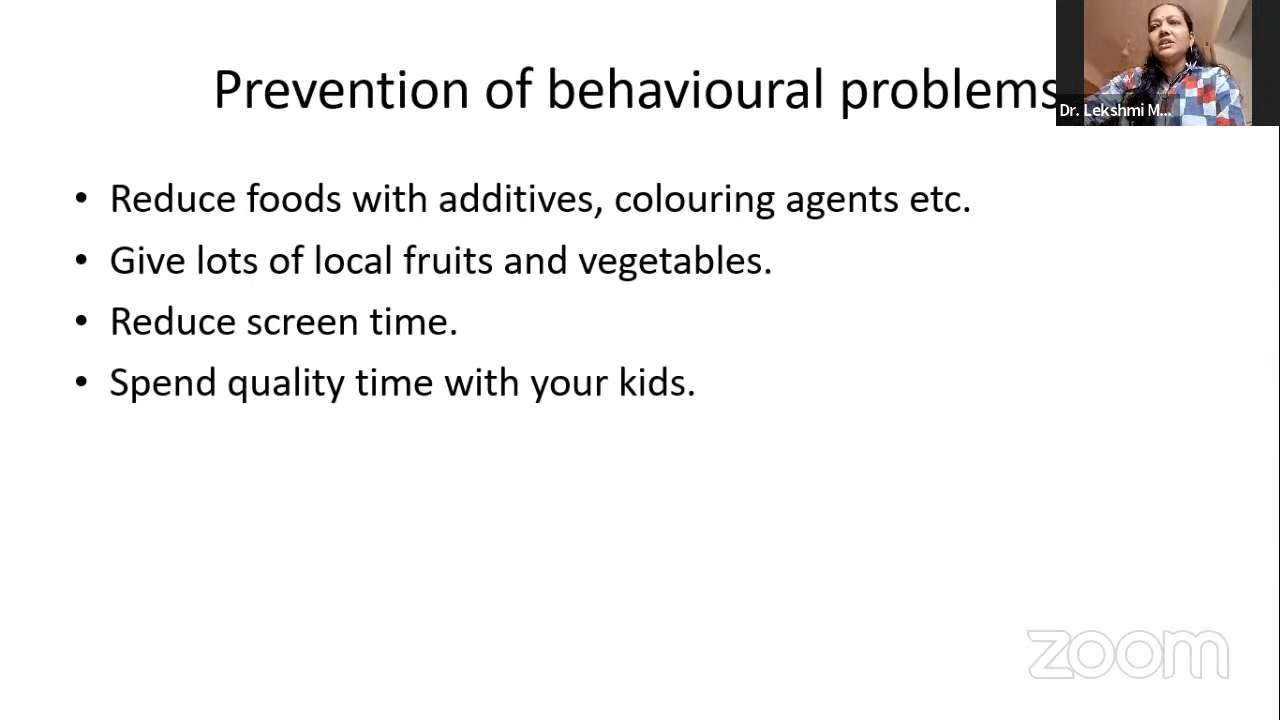 Prevention of behavioural problems
Dr. Lekshmi M...
• Reduce foods with additives, colouring agents etc.
• Give lots of local fruits and vegetables.
• Reduce screen time.
• Spend quality time with your kids.
zoom